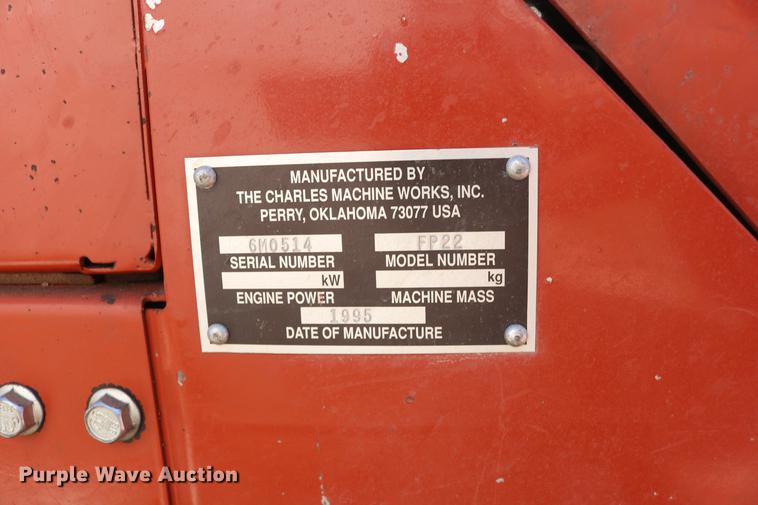 MANUFACTURED BY
THE CHARLES MACHINE WORKS, INC.
PERRY, OKLAHOMA 73077 USA
6M0514 FP22
SERIAL NUMBER MODEL NUMBER
kW kg
ENGINE POWER MACHINE MASS
1995
DATE OF MANUFACTURE
Purple Wave Auction